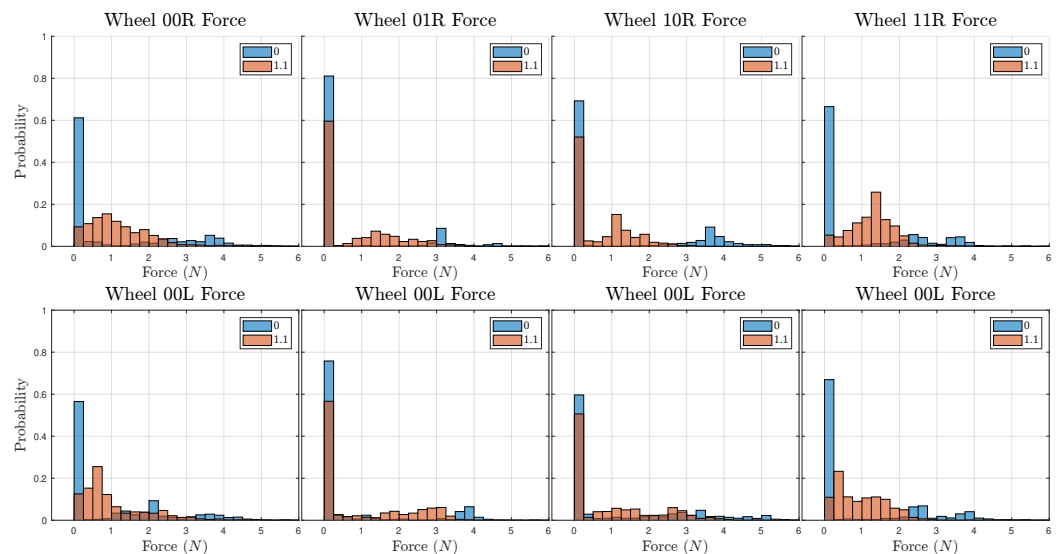 Wheel 00R Force
Wheel 01R Force
Wheel 10R Force
Wheel 11R Force
Probability
1
0.8
0.6
0.4
0.2
0
0
1.1
0
1.1
0
1.1
0
1.1
0 1 2 3 4 5 6
0 1 2 3 4 5 6
0 1 2 3 4 5 6
0 1 2 3 4 5 6
Force (N)
Force (N)
Force (N)
Force (N)
Wheel 00L Force
Wheel 00L Force
Wheel 00L Force
Wheel 00L Force
Probability
1
0.8
0.6
0.4
0.2
0
0
1.1
0
1.1
0
1.1
0
1.1
0 1 2 3 4 5 6
0 1 2 3 4 5 6
0 1 2 3 4 5 6
0 1 2 3 4 5 6
Force (N)
Force (N)
Force (N)
Force (N)